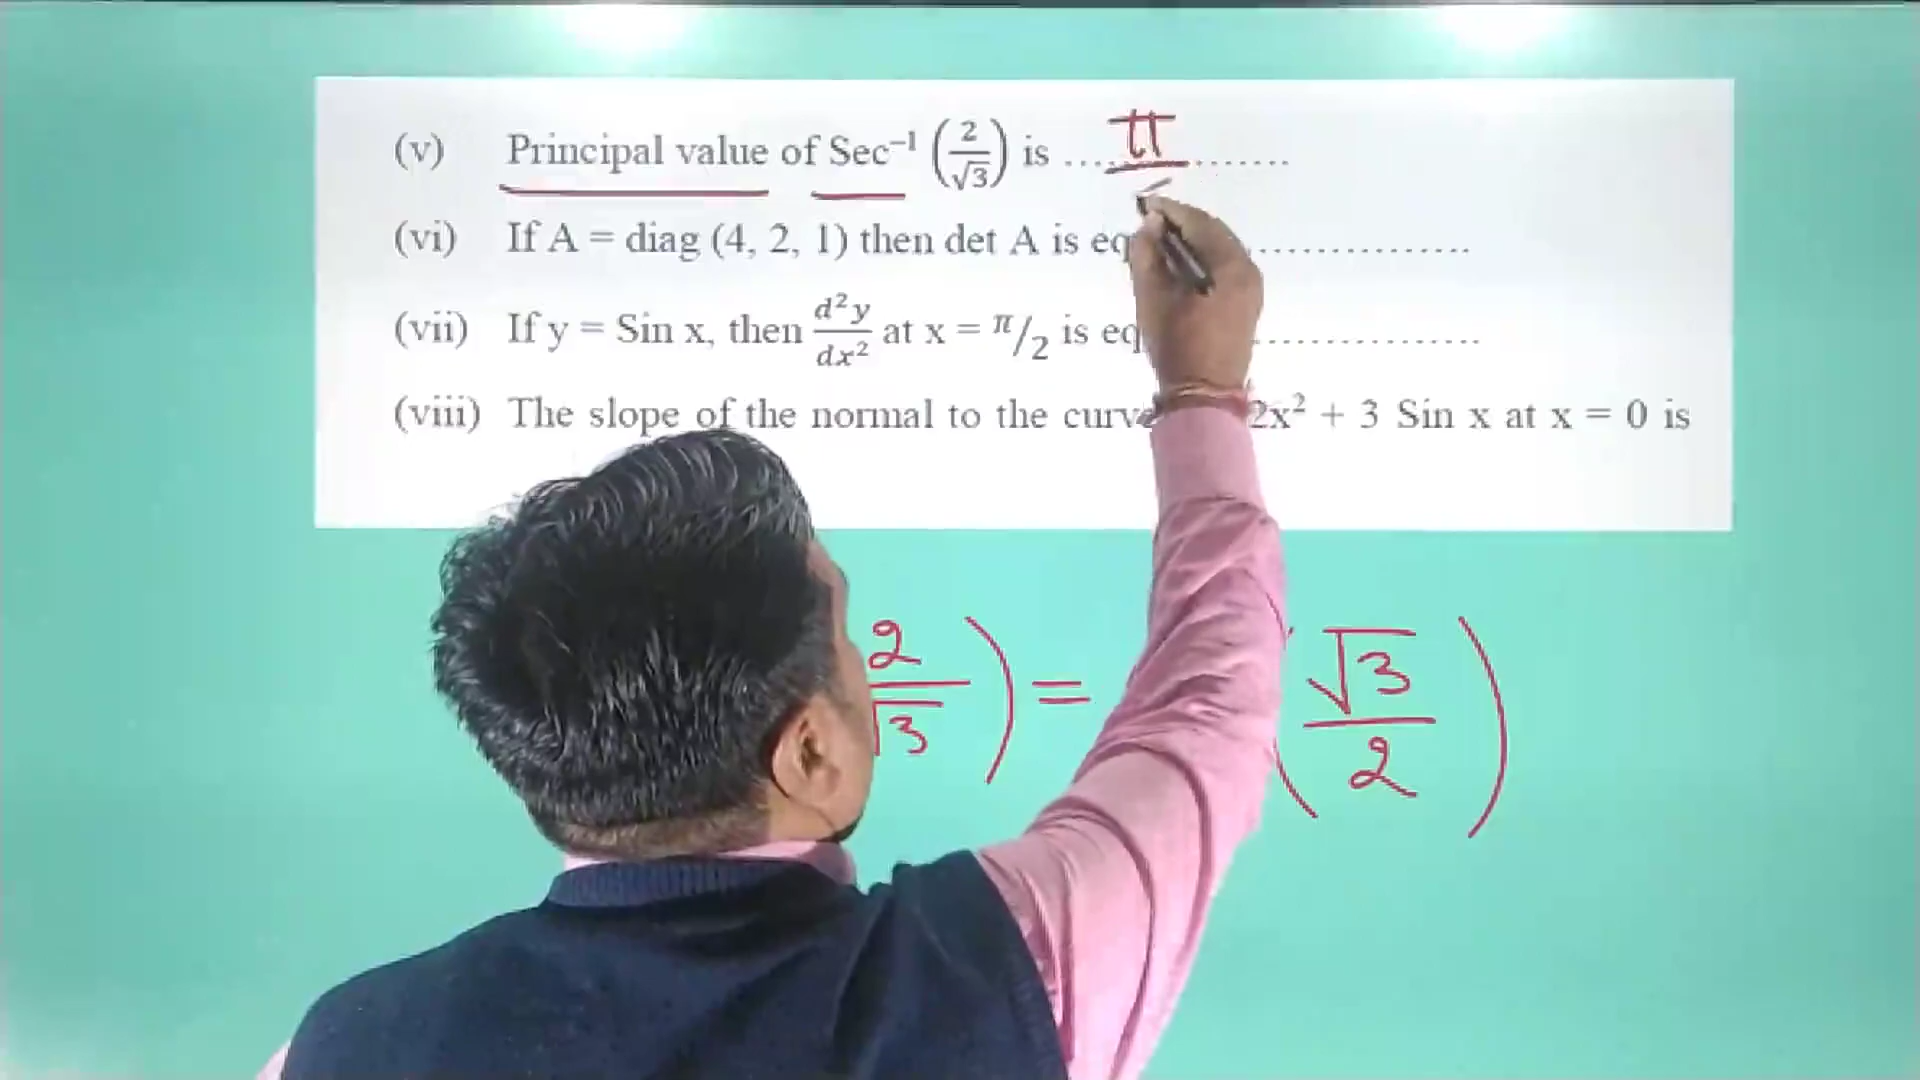 (v) Principal value of Sec⁻¹ (2/√3) is .... π .......
(vi) If A = diag (4, 2, 1) then det A is eq ................
(vii) If y = Sin x, then d²y/dx² at x = π/2 is eq ................
(viii) The slope of the normal to the curve 2x² + 3 Sin x at x = 0 is
2/√3 ) = ( √3/2 )